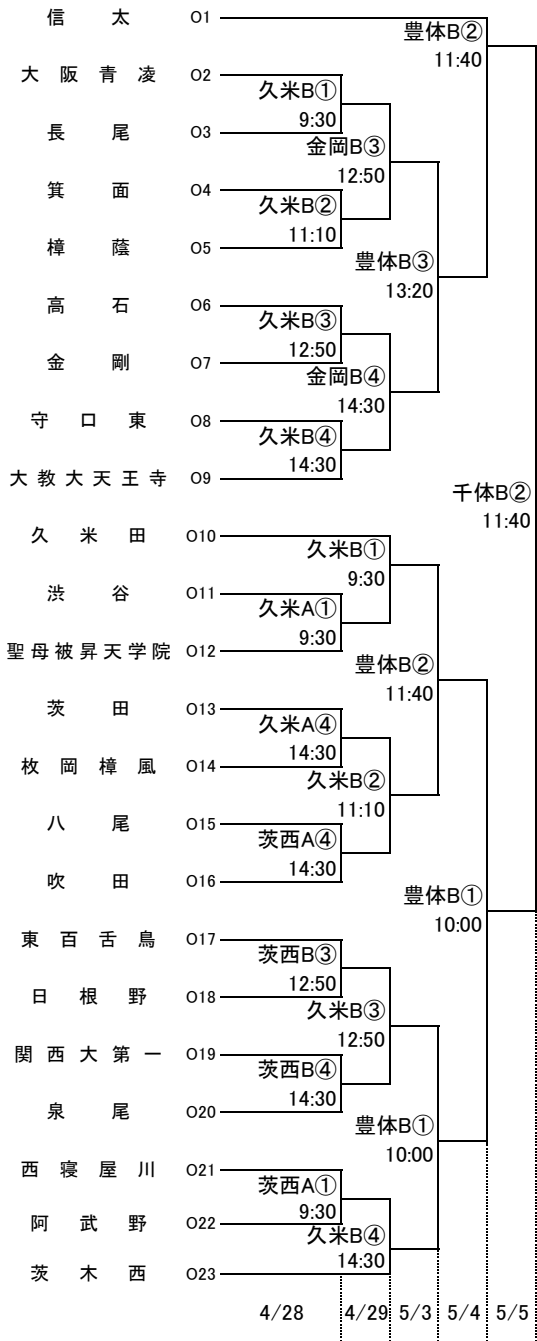 信太 O1
豊体B②
11:40
大阪青凌 O2
久米B①
9:30
長尾 O3
金岡B③
12:50
箕面 O4
久米B②
11:10
樟蔭 O5
豊体B③
13:20
高石 O6
久米B③
12:50
金剛 O7
金岡B④
14:30
守口東 O8
久米B④
14:30
大教大天王寺 O9
千体B②
11:40
久米田 O10
久米B①
9:30
渋谷 O11
久米A①
9:30
聖母被昇天学院 O12
豊体B②
11:40
茨田 O13
久米A④
14:30
枚岡樟風 O14
久米B②
11:10
八尾 O15
茨西A④
14:30
吹田 O16
豊体B①
10:00
東百舌鳥 O17
茨西B③
12:50
日根野 O18
久米B③
12:50
関西大第一 O19
茨西B④
14:30
泉尾 O20
豊体B①
10:00
西寝屋川 O21
茨西A①
9:30
阿武野 O22
久米B④
14:30
茨木西 O23
4/28 4/29 5/3 5/4 5/5